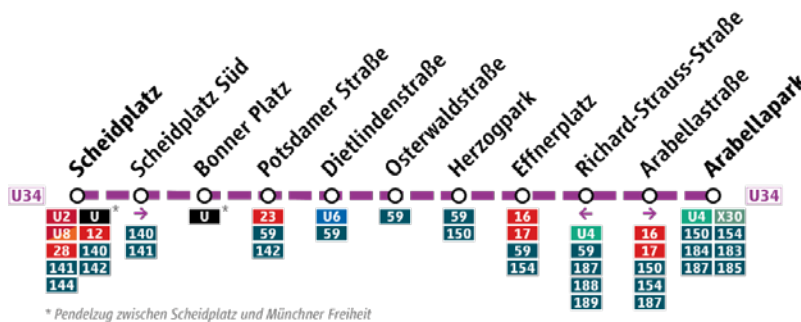 Scheidplatz
Scheidplatz Süd
Bonner Platz
Potsdamer Straße
Dietlindenstraße
Osterwaldstraße
Herzogpark
Effnerplatz
Richard-Strauss-Straße
Arabellastraße
Arabellapark
U34
U34
U2 U *
U8 12
28 140
141 142
144
→
140
141
U *
23
59
142
U6
59
59
59
150
16
17
59
154
←
U4
59
187
188
189
→
16
17
150
154
187
U4 X30
150 154
184 183
187 185
* Pendelzug zwischen Scheidplatz und Münchner Freiheit